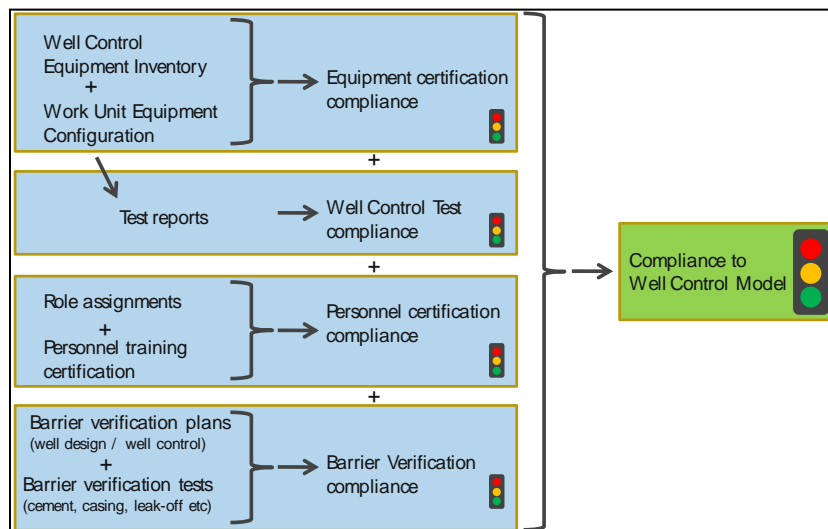 Well Control
Equipment Inventory
+
Work Unit Equipment
Configuration
Equipment certification
compliance
+
Test reports
Well Control Test
compliance
+
Role assignments
+
Personnel training
certification
Personnel certification
compliance
+
Barrier verification plans
(well design / well control)
+
Barrier verification tests
(cement, casing, leak-off etc)
Barrier Verification
compliance
Compliance to
Well Control Model